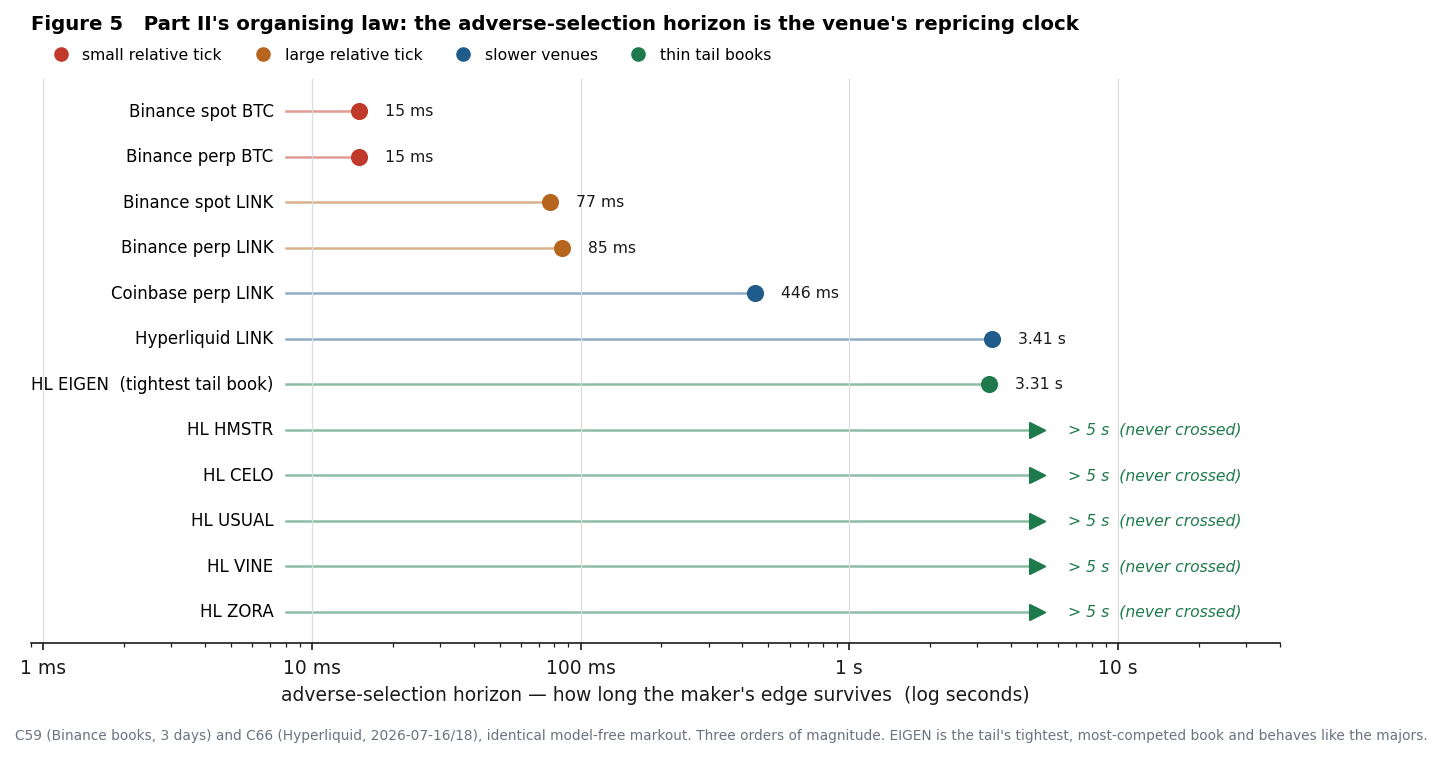 Figure 5   Part II's organising law: the adverse-selection horizon is the venue's repricing clock
small relative tick   large relative tick   slower venues   thin tail books
Binance spot BTC   15 ms
Binance perp BTC   15 ms
Binance spot LINK   77 ms
Binance perp LINK   85 ms
Coinbase perp LINK   446 ms
Hyperliquid LINK   3.41 s
HL EIGEN  (tightest tail book)   3.31 s
HL HMSTR   > 5 s  (never crossed)
HL CELO   > 5 s  (never crossed)
HL USUAL   > 5 s  (never crossed)
HL VINE   > 5 s  (never crossed)
HL ZORA   > 5 s  (never crossed)
1 ms   10 ms   100 ms   1 s   10 s
adverse-selection horizon — how long the maker's edge survives  (log seconds)
C59 (Binance books, 3 days) and C66 (Hyperliquid, 2026-07-16/18), identical model-free markout. Three orders of magnitude. EIGEN is the tail's tightest, most-competed book and behaves like the majors.